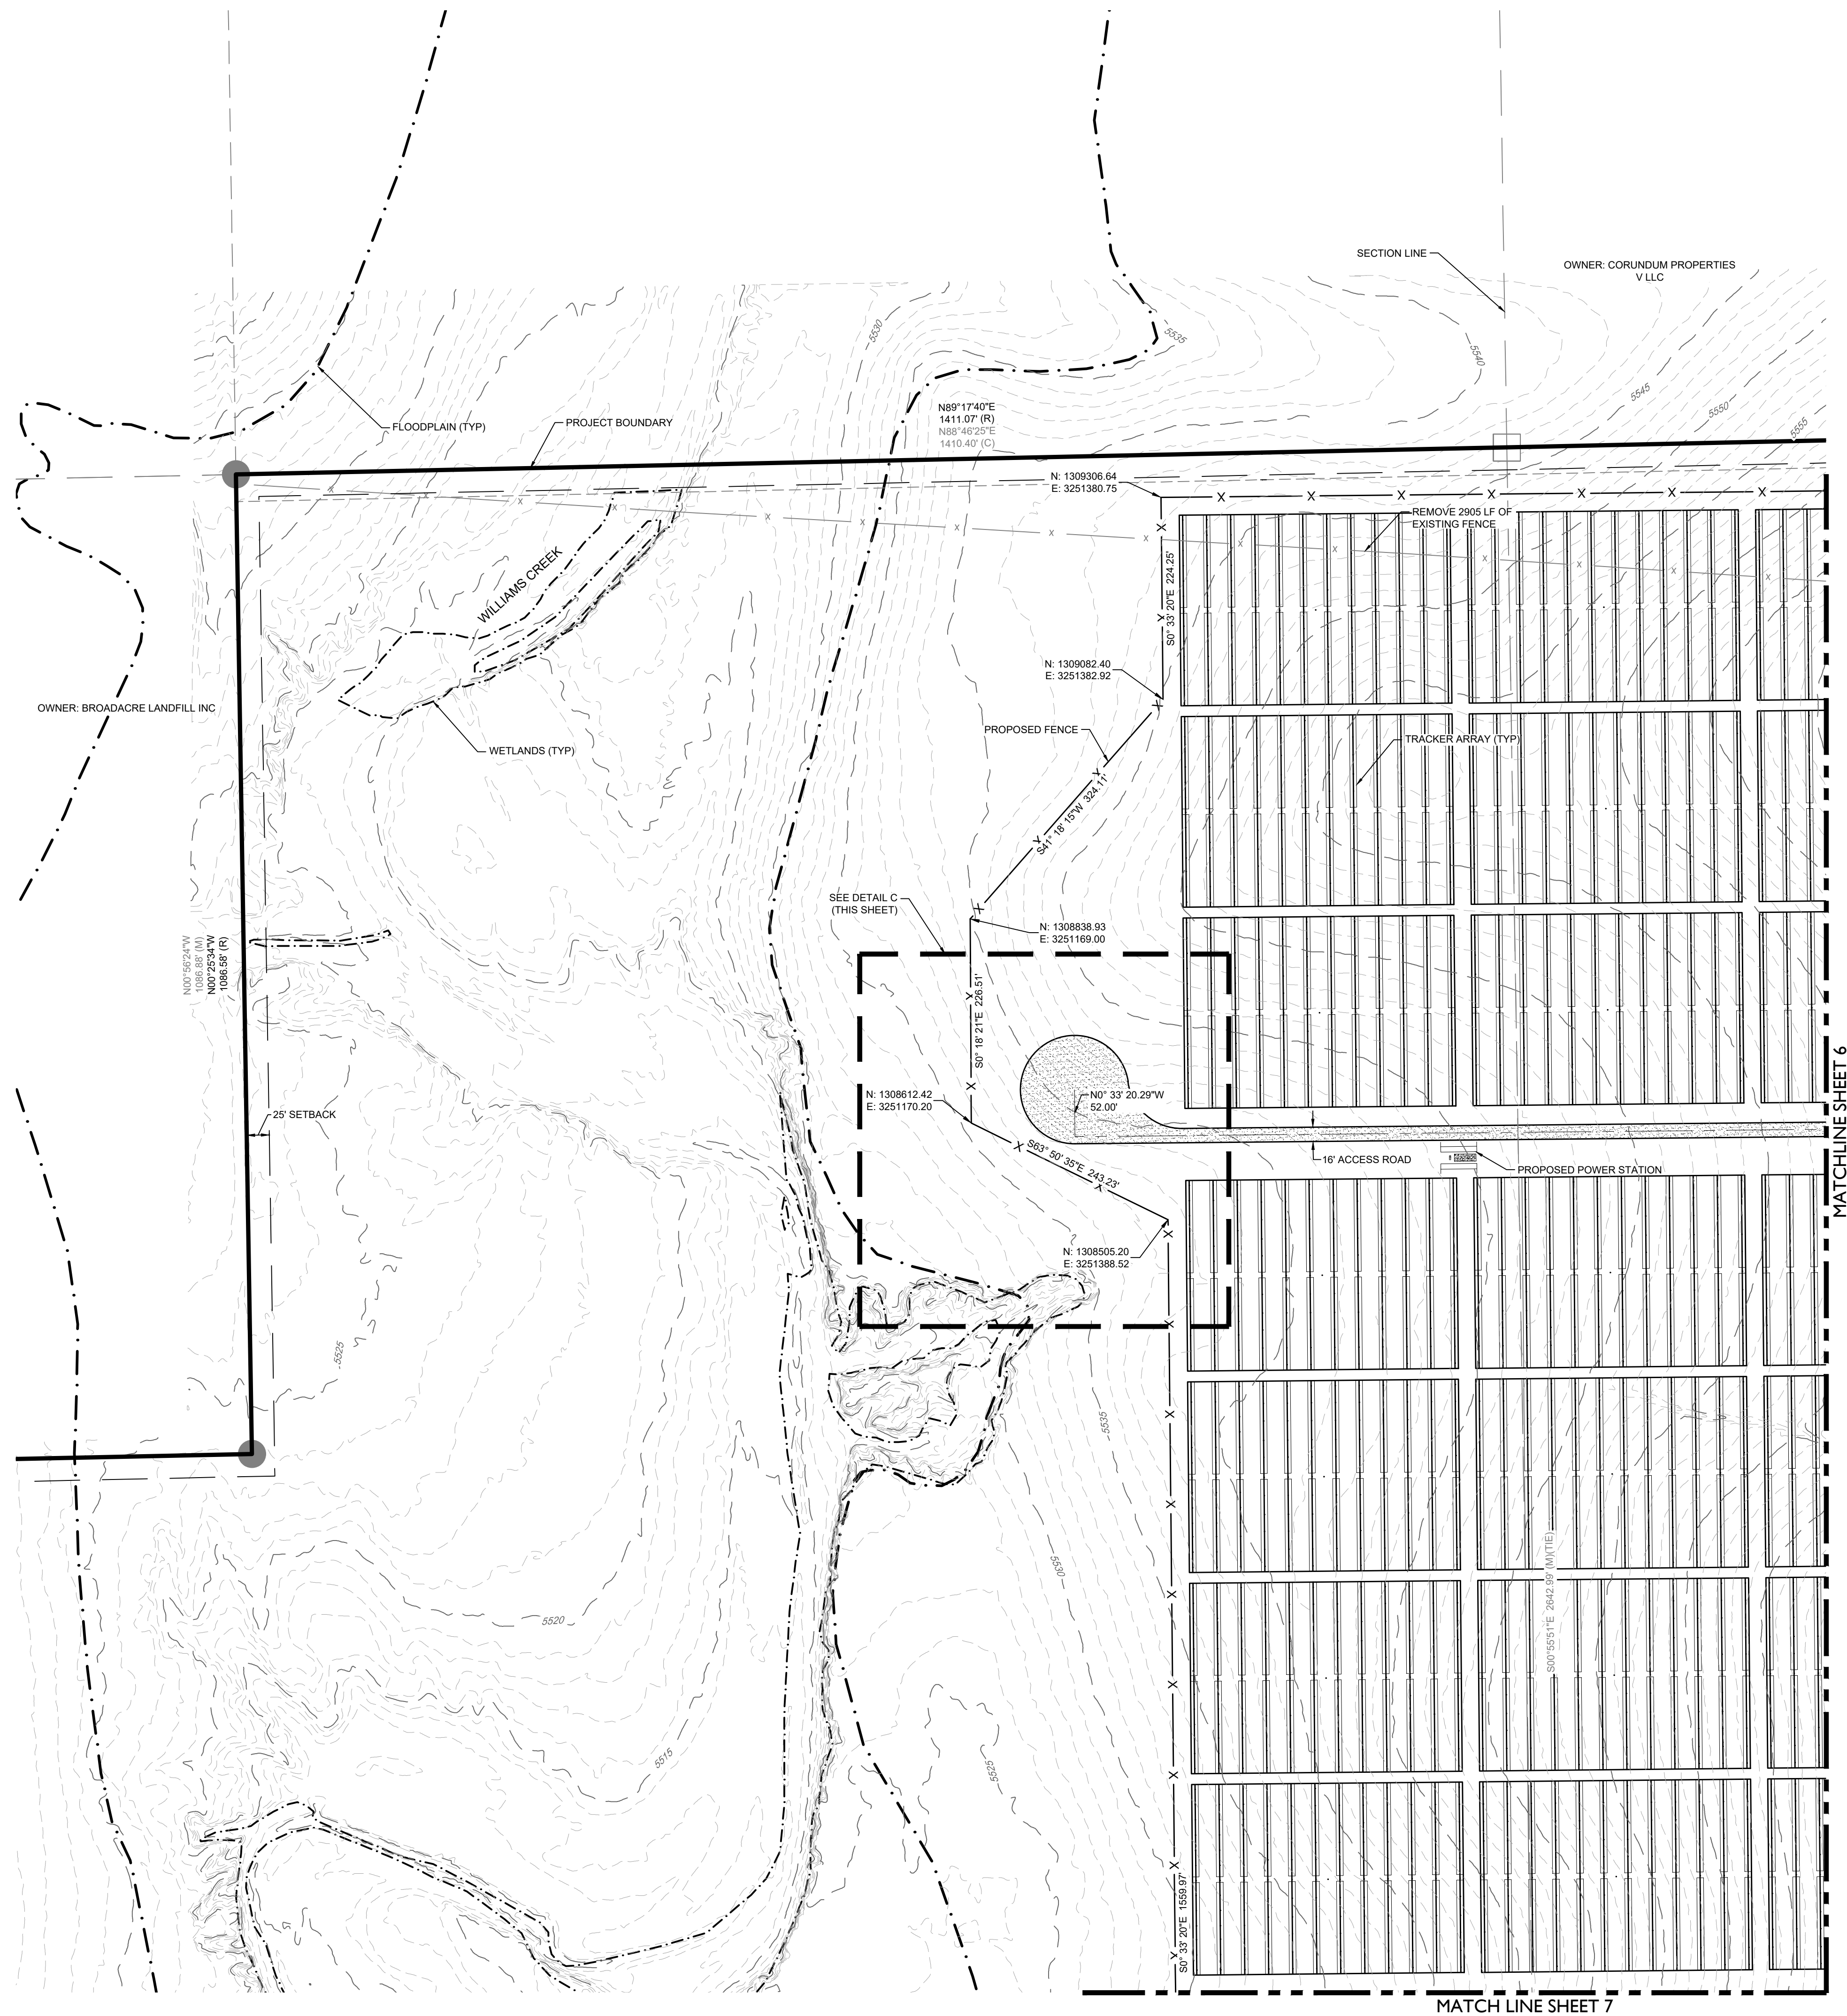 SECTION LINE
OWNER: CORUNDUM PROPERTIES
V LLC
5530
5535
5540
5545
5550
5555
FLOODPLAIN (TYP)
PROJECT BOUNDARY
N89°17'40"E
1411.07' (R)
N88°46'25"E
1410.40' (C)
N: 1309306.64
E: 3251380.75
REMOVE 2905 LF OF
EXISTING FENCE
S0° 33' 20"E 224.25'
WILLIAMS CREEK
N: 1309082.40
E: 3251382.92
OWNER: BROADACRE LANDFILL INC
WETLANDS (TYP)
PROPOSED FENCE
TRACKER ARRAY (TYP)
S41° 18' 15"W 324.11'
SEE DETAIL C
(THIS SHEET)
N: 1308838.93
E: 3251169.00
N00°56'24"W
1086.88' (M)
N00°25'34"W
1086.58' (R)
S0° 18' 21"E 226.51'
N: 1308612.42
E: 3251170.20
N0° 33' 20.29"W
52.00'
25' SETBACK
S63° 50' 35"E 243.23'
16' ACCESS ROAD
PROPOSED POWER STATION
MATCHLINE SHEET 6
N: 1308505.20
E: 3251388.52
5525
5535
5530
S00°55'51"E 2642.99' (M)(TIE)
5520
5515
5525
S0° 33' 20"E 1559.97'
MATCH LINE SHEET 7